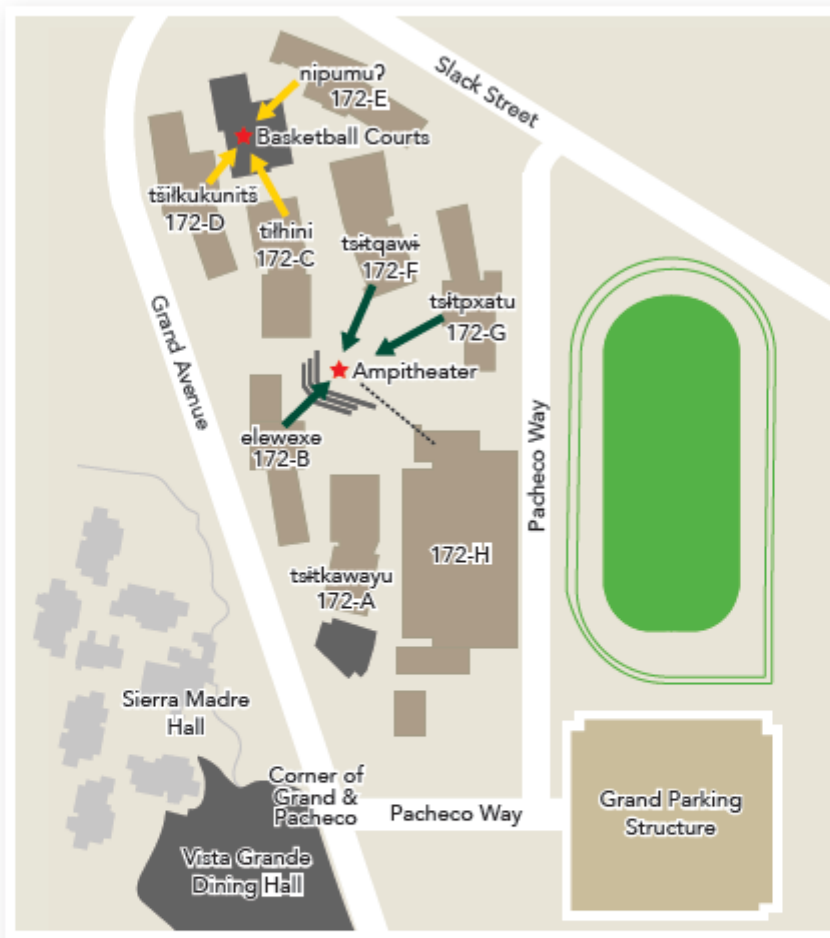 Slack Street
nipumuʔ
172-E
Basketball Courts
tšiłkukunitš
172-D
tiłhini
172-C
tsɨtqawɨ
172-F
tsɨtpxatu
172-G
Grand Avenue
Ampitheater
elewexe
172-B
Pacheco Way
172-H
tsɨtkawayu
172-A
Sierra Madre
Hall
Corner of
Grand &
Pacheco
Pacheco Way
Grand Parking
Structure
Vista Grande
Dining Hall